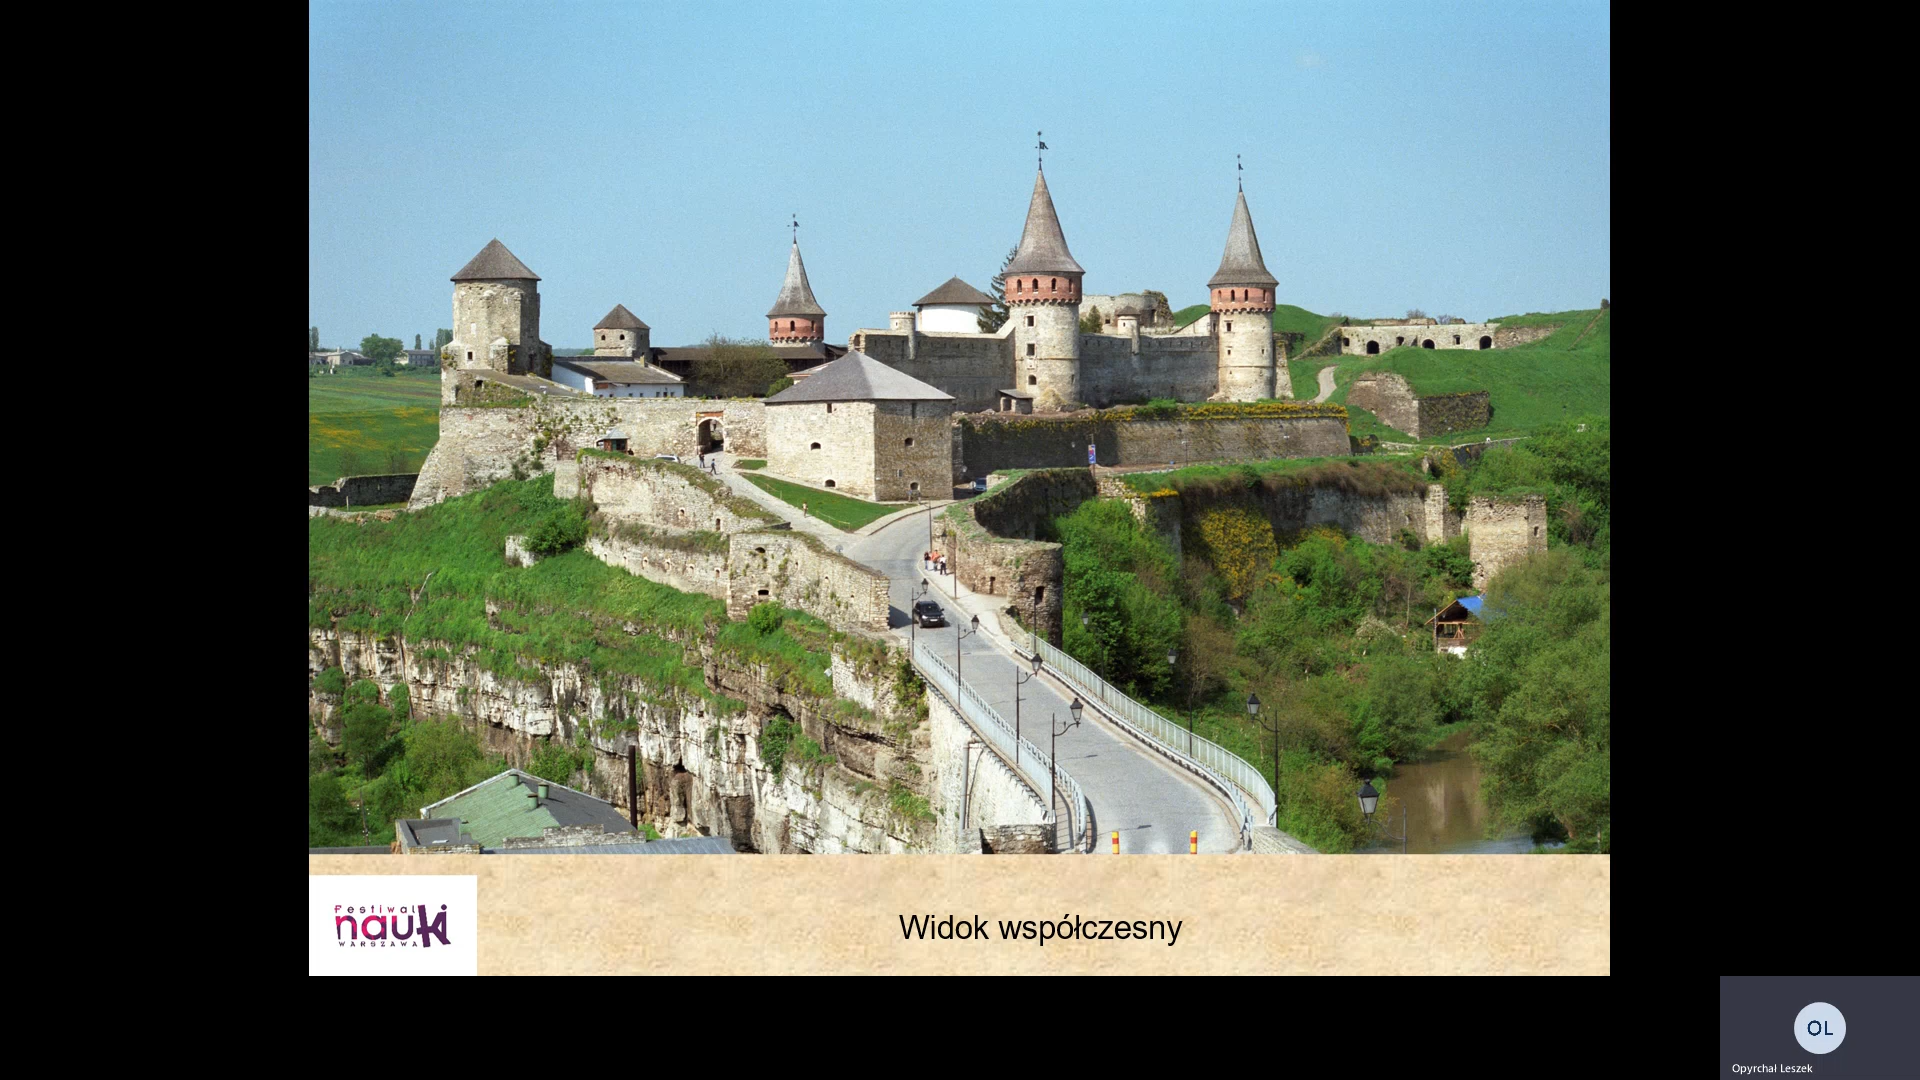 Festiwal
nauki
WARSZAWA
Widok współczesny
OL
Opyrchal Leszek